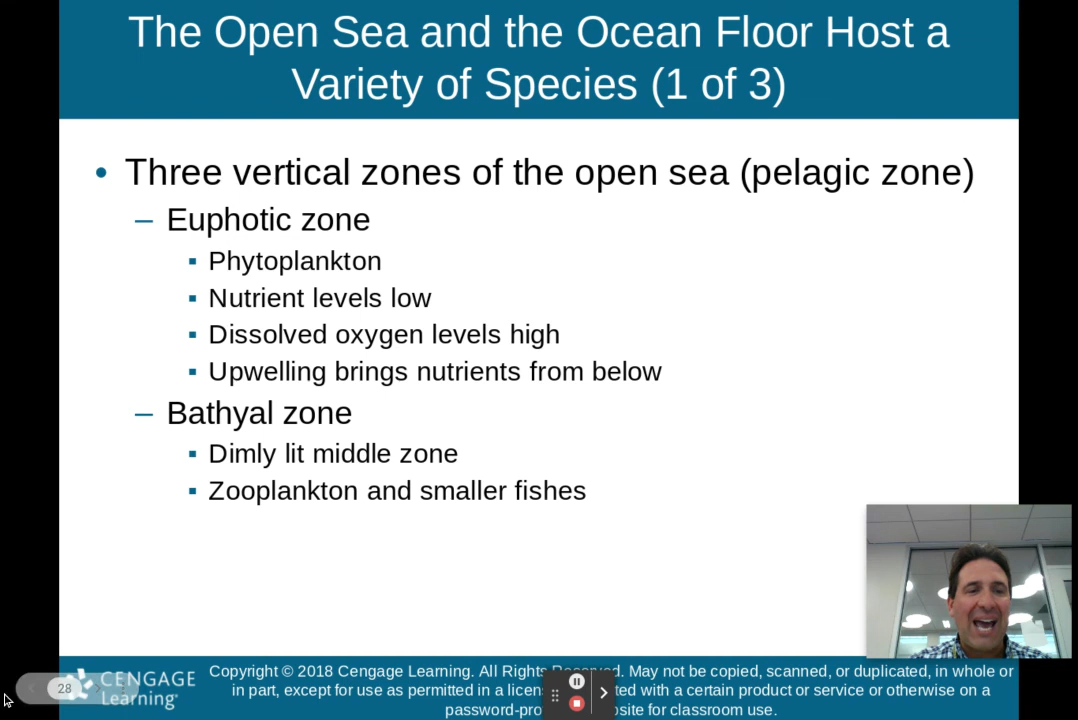 The Open Sea and the Ocean Floor Host a
Variety of Species (1 of 3)
• Three vertical zones of the open sea (pelagic zone)
– Euphotic zone
▪ Phytoplankton
▪ Nutrient levels low
▪ Dissolved oxygen levels high
▪ Upwelling brings nutrients from below
– Bathyal zone
▪ Dimly lit middle zone
▪ Zooplankton and smaller fishes
28
CENGAGE
Learning
Copyright © 2018 Cengage Learning. All Rights Reserved. May not be copied, scanned, or duplicated, in whole or
in part, except for use as permitted in a licen ted with a certain product or service or otherwise on a
password-pro site for classroom use.